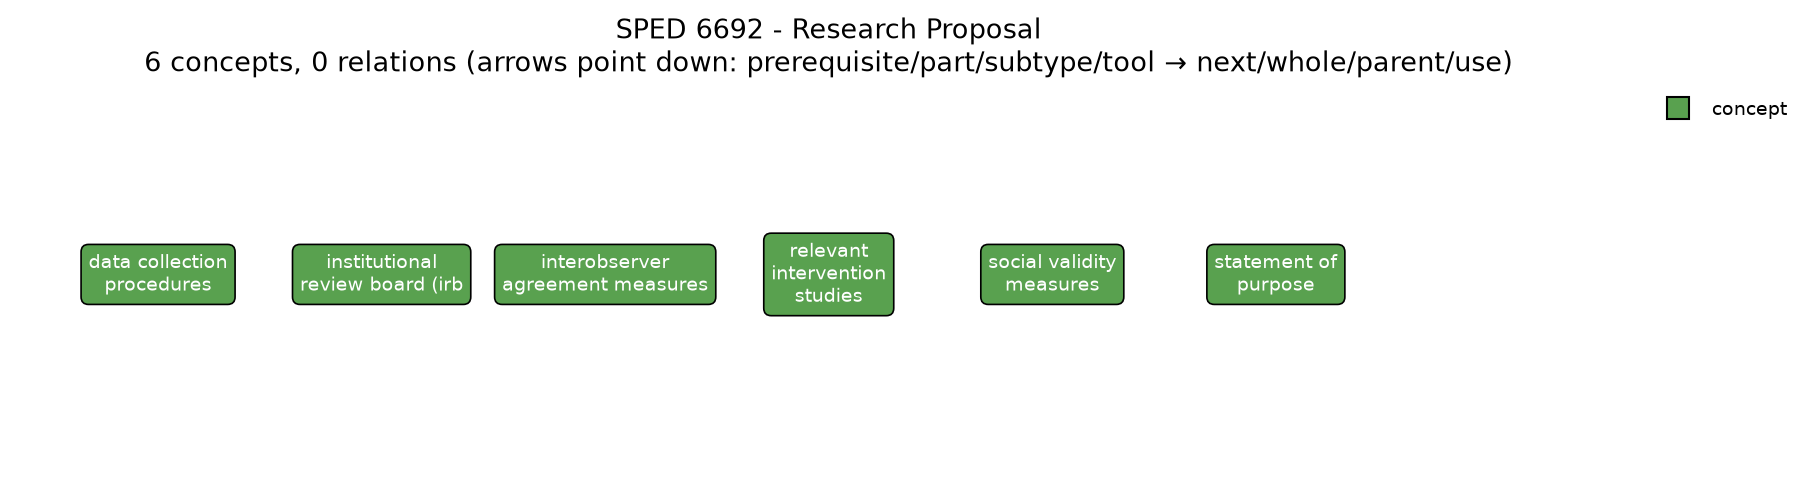 SPED 6692 - Research Proposal
6 concepts, 0 relations (arrows point down: prerequisite/part/subtype/tool → next/whole/parent/use)
concept
data collection
procedures
institutional
review board (irb
interobserver
agreement measures
relevant
intervention
studies
social validity
measures
statement of
purpose